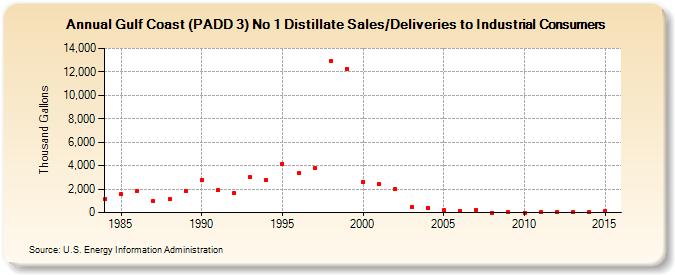 Annual Gulf Coast (PADD 3) No 1 Distillate Sales/Deliveries to Industrial Consumers
Thousand Gallons
14,000
12,000
10,000
8,000
6,000
4,000
2,000
0
1985 1990 1995 2000 2005 2010 2015
Source: U.S. Energy Information Administration